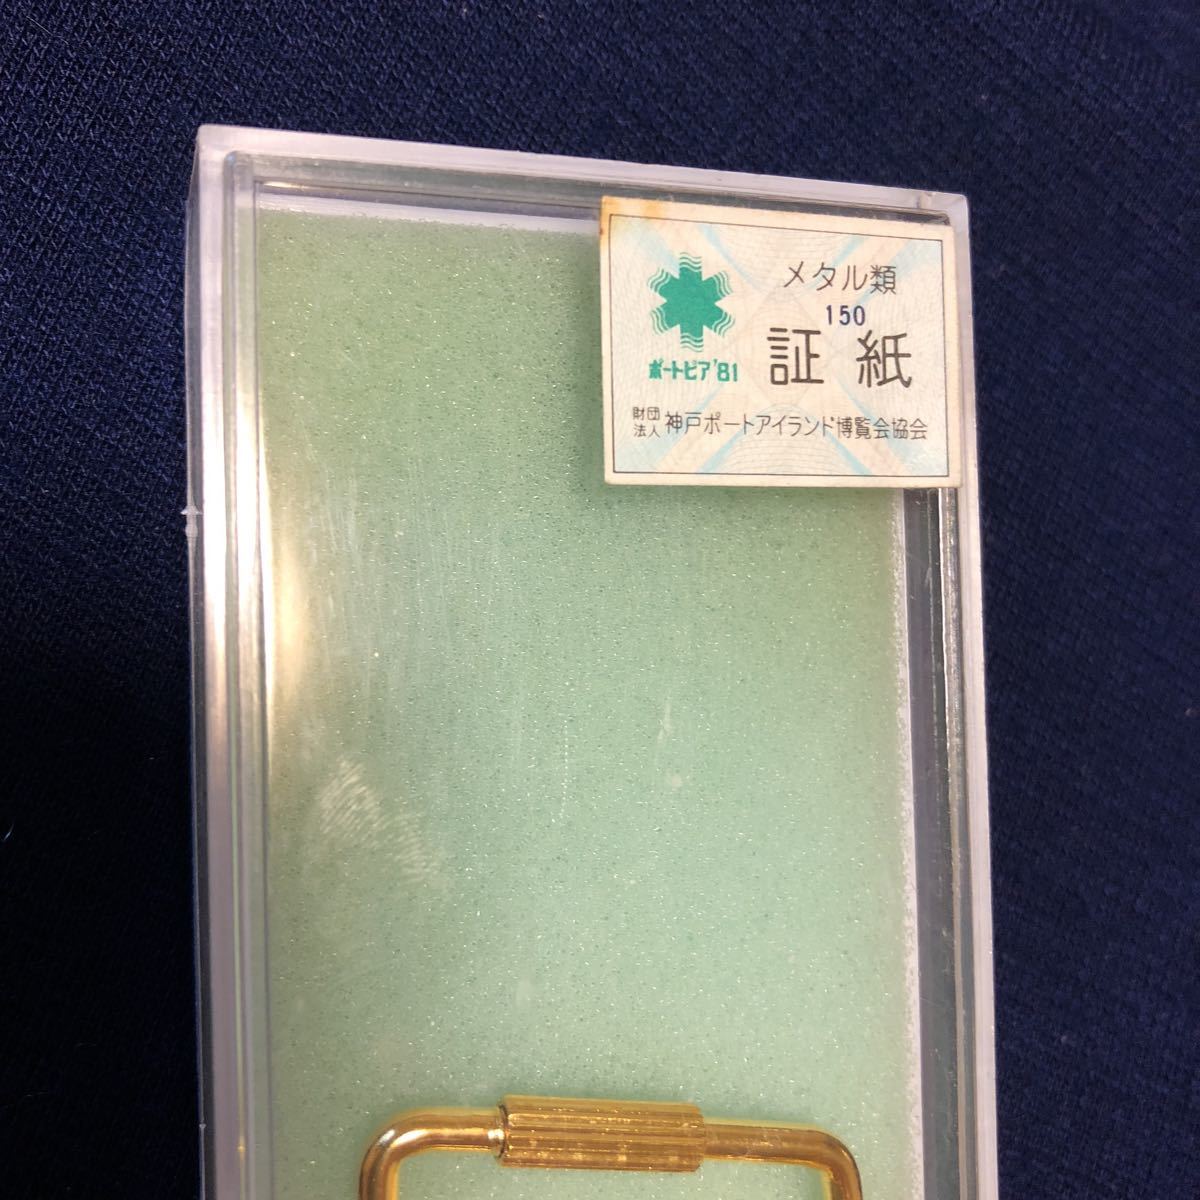 メタル類
150
証紙
ポートピア'81
財団法人 神戸ポートアイランド博覧会協会